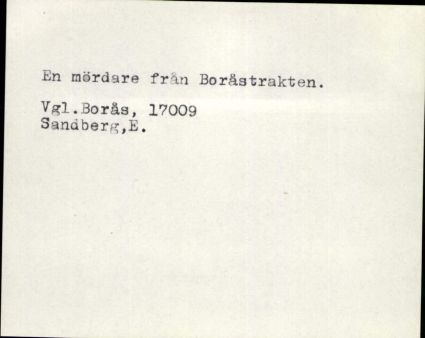 En mördare från Boråstrakten.
Vgl.Borås, 17009
Sandberg,E.